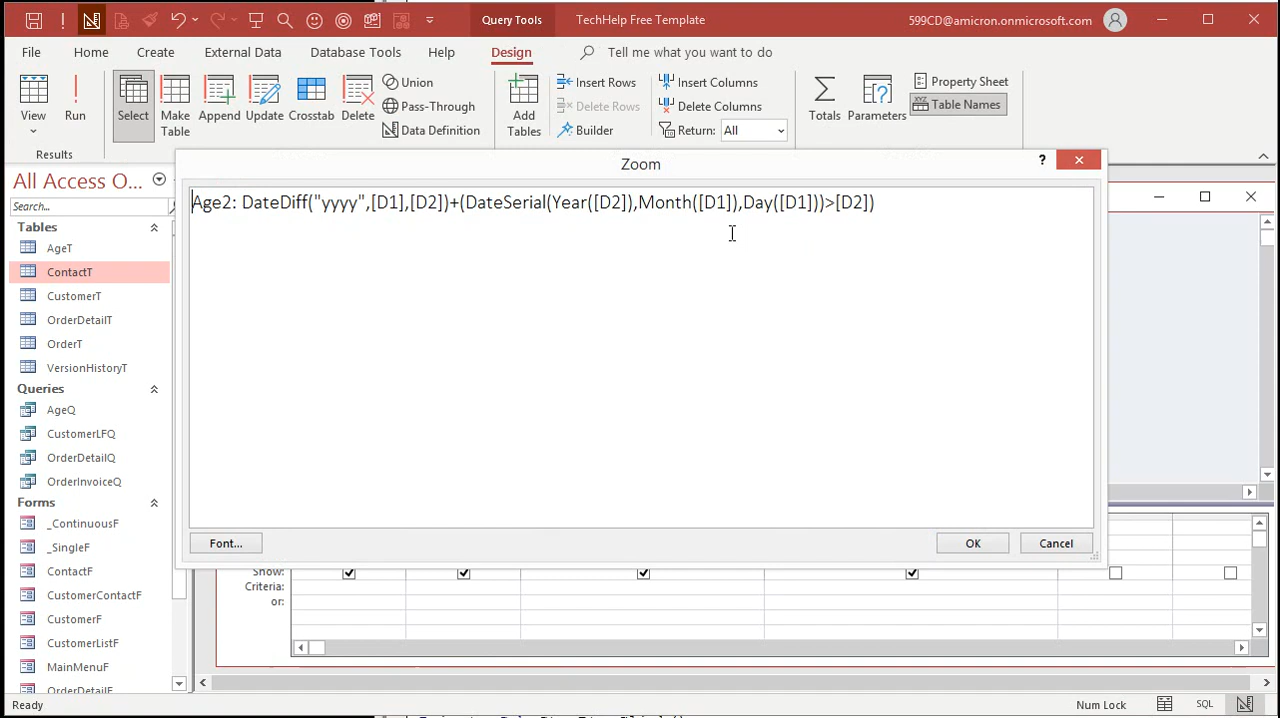 Query Tools
TechHelp Free Template
599CD@amicron.onmicrosoft.com
File
Home
Create
External Data
Database Tools
Help
Design
Tell me what you want to do
View
Run
Results
Select
Make Table
Append
Update
Crosstab
Delete
Union
Pass-Through
Data Definition
Add Tables
Insert Rows
Delete Rows
Builder
Insert Columns
Delete Columns
Return:
All
Totals
Parameters
Property Sheet
Table Names
All Access O...
Search...
Tables
AgeT
ContactT
CustomerT
OrderDetailT
OrderT
VersionHistoryT
Queries
AgeQ
CustomerLFQ
OrderDetailQ
OrderInvoiceQ
Forms
_ContinuousF
_SingleF
ContactF
CustomerContactF
CustomerF
CustomerListF
MainMenuF
OrderDetailF
Zoom
?
Age2: DateDiff("yyyy",[D1],[D2])+(DateSerial(Year([D2]),Month([D1]),Day([D1]))>[D2])
Font...
OK
Cancel
Show:
Criteria:
or:
Ready
Num Lock
SQL